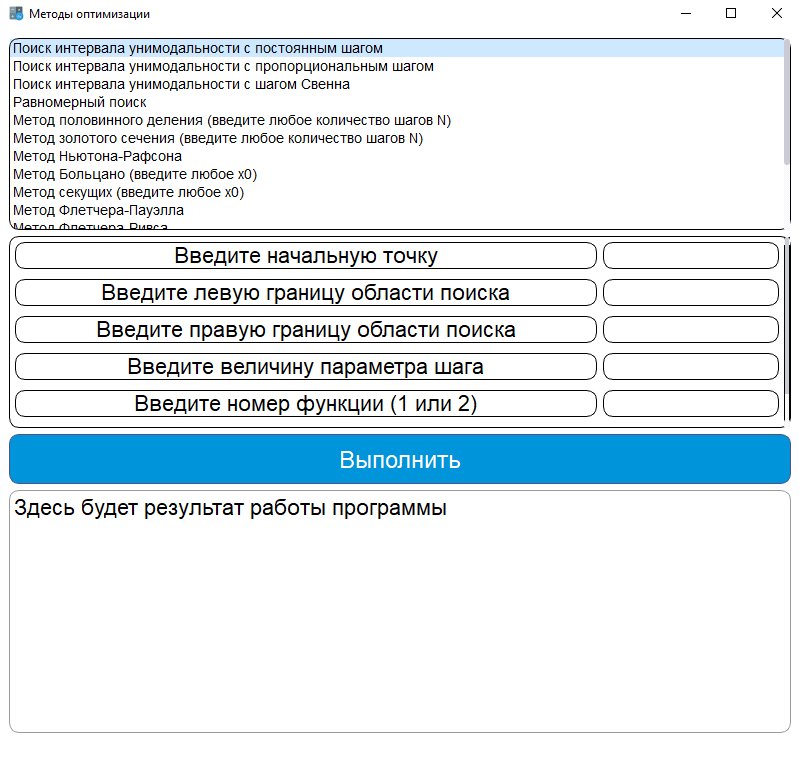 Методы оптимизации
Поиск интервала унимодальности с постоянным шагом
Поиск интервала унимодальности с пропорциональным шагом
Поиск интервала унимодальности с шагом Свенна
Равномерный поиск
Метод половинного деления (введите любое количество шагов N)
Метод золотого сечения (введите любое количество шагов N)
Метод Ньютона-Рафсона
Метод Больцано (введите любое x0)
Метод секущих (введите любое x0)
Метод Флетчера-Пауэлла
Метод Флетчера-Ривса
Введите начальную точку
Введите левую границу области поиска
Введите правую границу области поиска
Введите величину параметра шага
Введите номер функции (1 или 2)
Выполнить
Здесь будет результат работы программы